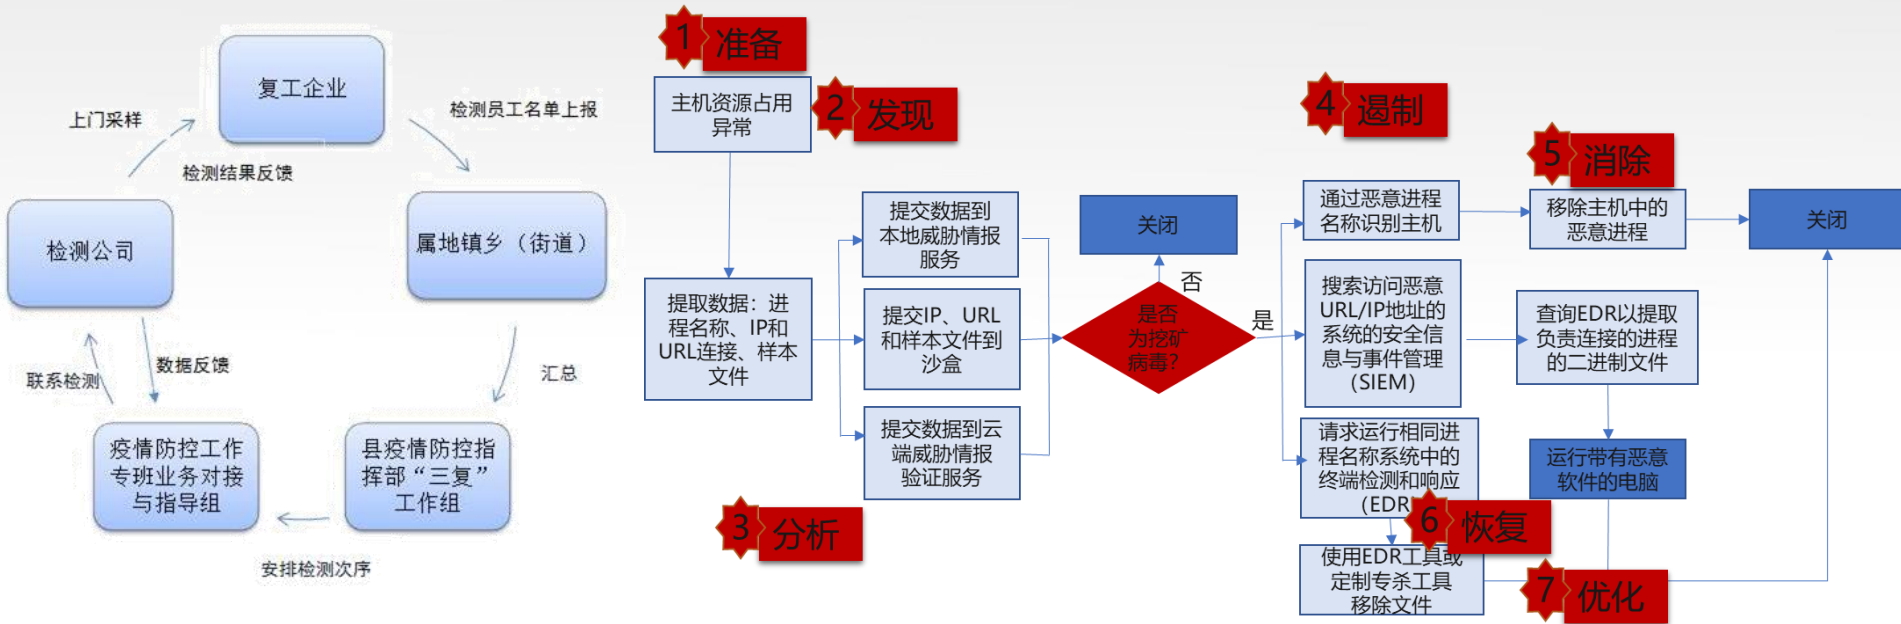 复工企业
上门采样
检测员工名单上报
检测结果反馈
检测公司
属地镇乡（街道）
数据反馈
联系检测
汇总
疫情防控工作
专班业务对接
与指导组
县疫情防控指
挥部“三复”
工作组
安排检测次序
1 准备
主机资源占用
异常
2 发现
提取数据：进
程名称、IP和
URL连接、样本
文件
提交数据到
本地威胁情报
服务
提交IP、URL
和样本文件到
沙盒
提交数据到云
端威胁情报
验证服务
3 分析
关闭
否
是否
为挖矿
病毒?
是
4 遏制
通过恶意进程
名称识别主机
5 消除
移除主机中的
恶意进程
关闭
搜索访问恶意
URL/IP地址的
系统的安全信
息与事件管理
（SIEM）
查询EDR以提取
负责连接的进程
的二进制文件
请求运行相同进
程名称系统中的
终端检测和响应
（EDR
运行带有恶意
软件的电脑
6 恢复
使用EDR工具或
定制专杀工具
移除文件
7 优化